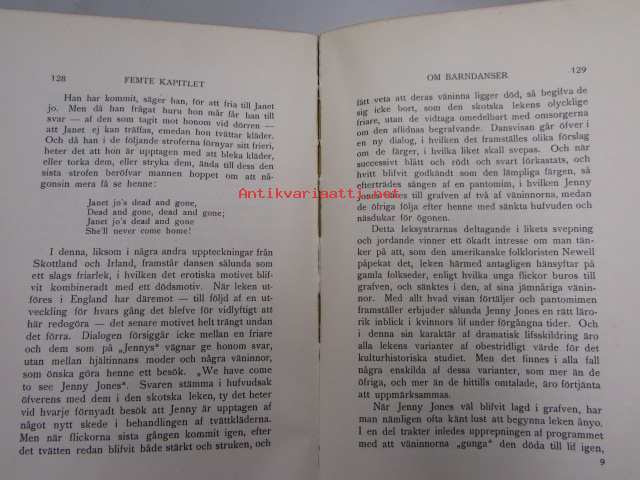 128 FEMTE KAPITLET
Han har kommit, säger han, för att fria till Janet
jo. Men då han frågat huru hon mår får han till
svar — af den som tagit mot honom vid dörren —
att Janet ej kan träffas, emedan hon tvättar kläder.
Och då han i de följande stroferna förnyar sitt frieri,
heter det att hon är upptagen med att bleka kläder,
eller torka dem, eller stryka dem, ända till dess den
sista strofen beröfvar mannen hoppet om att nå-
gonsin mera få se henne:
Janet jo's dead and gone,
Dead and gone, dead and gone;
Janet jo's dead and gone
She'll never come home!
I denna, liksom i några andra uppteckningar från
Skottland och Irland, framstår dansen sålunda som
ett slags friarlek, i hvilken det erotiska motivet blif-
vit kombineradt med ett dödsmotiv. När leken ut-
föres i England har däremot — till följd af en ut-
veckling för hvars gång det blefve för vidlyftigt att
här redogöra — det senare motivet helt trängt undan
det förra. Dialogen försiggår icke mellan en friare
och dem som på „Jennys" vägnar ge honom svar,
utan mellan hjältinnans moder och några väninnor,
som önska göra henne ett besök. „We have come
to see Jenny Jones". Svaren stämma i hufvudsak
öfverens med dem i den skotska leken, ty det heter
vid hvarje förnyadt besök att Jenny är upptagen af
något nytt skede i behandlingen af tvättkläderna.
Men när flickorna sista gången kommit igen, efter
det tvätten redan blifvit både stärkt och struken, och
OM BARNDANSER 129
fått veta att deras väninna ligger död, så begifva de
sig icke bort, som den skotska lekens olycklige
friare, utan de vidtaga omedelbart med omsorgerna
om den aflidnas begrafvande. Dansvisan går öfver i
en ny dialog, i hvilken det framställes olika förslag
om de färger, i hvilka liket skall svepas. Och när
successivt blått och rödt och svart förkastats, och
hvitt blifvit godkändt som den lämpliga färgen, så
efterträdes sången af en pantomim, i hvilken Jenny
Jones bäres till grafven af två af väninnorna, medan
de öfriga följa efter henne med sänkta hufvuden och
näsdukar för ögonen.
Detta leksystrarnas deltagande i likets svepning
och jordande vinner ett ökadt intresse om man tän-
ker på att, som den amerikanske folkloristen Newell
påpekat det, leken härmed antagligen hänsyftar på
gamla folkseder, enligt hvilka unga flickor buros till
grafven, och sänktes i den, af sina jämnåriga vänin-
nor. Med allt hvad visan förtäljer och pantomimen
framställer erbjuder sålunda Jenny Jones en rätt läro-
rik inblick i kvinnors lif under förgångna tider. Och
i denna sin karaktär af dramatisk lifsskildring äro
alla lekens varianter af obestridligt värde för det
kulturhistoriska studiet. Men det finnes i alla fall
några enskilda af dessa varianter, som mer än de
öfriga, och mer än de hittills omtalade, äro förtjänta
att uppmärksammas.
När Jenny Jones väl blifvit lagd i grafven, har
man nämligen ofta känt lust att begynna leken ånyo.
I en del trakter inledes upprepningen af programmet
med att väninnorna „gunga" den döda till lif igen,
9
Antikvariaatti.net